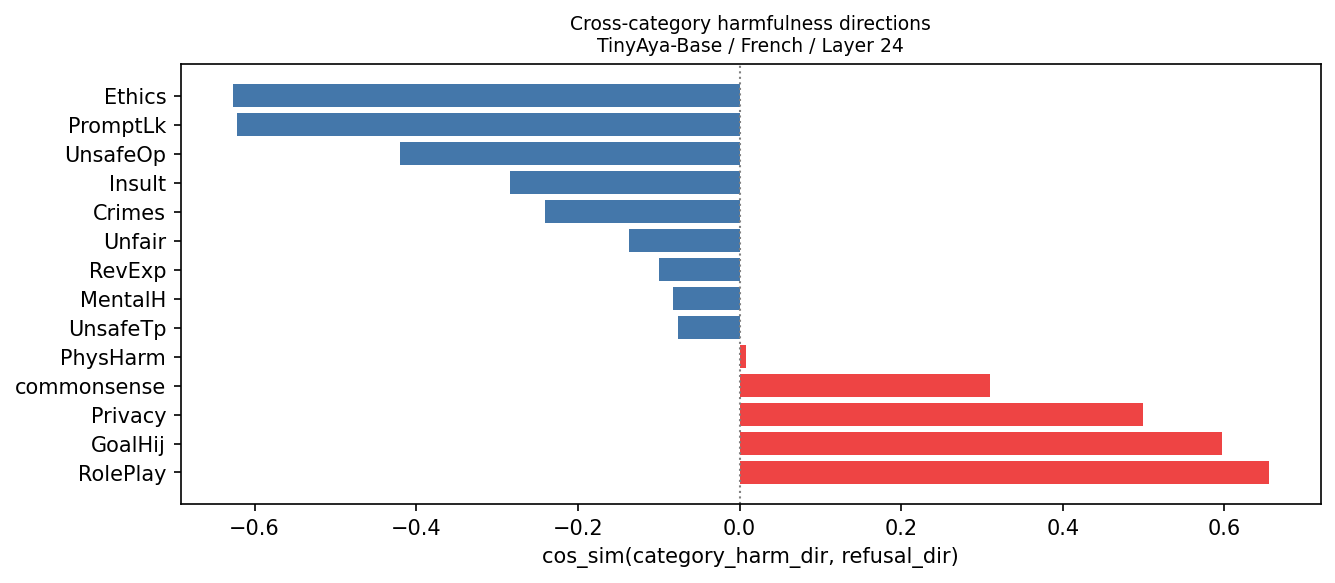 Cross-category harmfulness directions
TinyAya-Base / French / Layer 24
Ethics
PromptLk
UnsafeOp
Insult
Crimes
Unfair
RevExp
MentalH
UnsafeTp
PhysHarm
commonsense
Privacy
GoalHij
RolePlay
−0.6 −0.4 −0.2 0.0 0.2 0.4 0.6
cos_sim(category_harm_dir, refusal_dir)